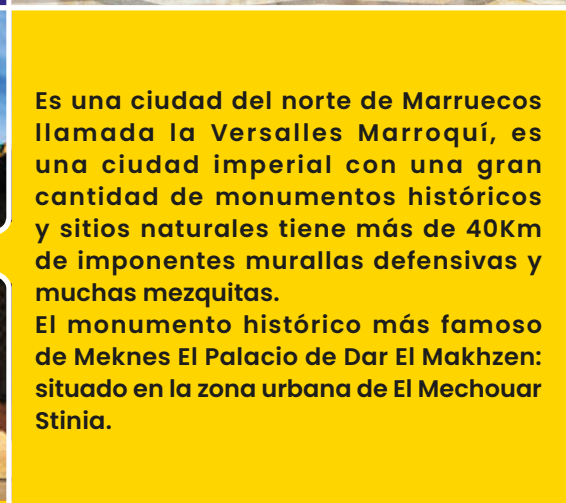 Es una ciudad del norte de Marruecos
llamada la Versalles Marroquí, es
una ciudad imperial con una gran
cantidad de monumentos históricos
y sitios naturales tiene más de 40Km
de imponentes murallas defensivas y
muchas mezquitas.
El monumento histórico más famoso
de Meknes El Palacio de Dar El Makhzen:
situado en la zona urbana de El Mechouar
Stinia.